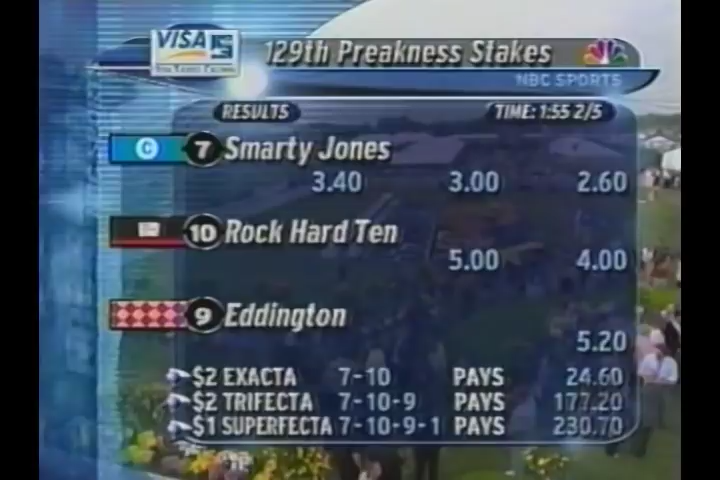 VISA 129th Preakness Stakes
NBC SPORTS
RESULTS TIME: 1:55 2/5
C 7 Smarty Jones
3.40 3.00 2.60
10 Rock Hard Ten
5.00 4.00
9 Eddington
5.20
$2 EXACTA 7-10 PAYS 24.60
$2 TRIFECTA 7-10-9 PAYS 177.20
$1 SUPERFECTA 7-10-9-1 PAYS 230.70